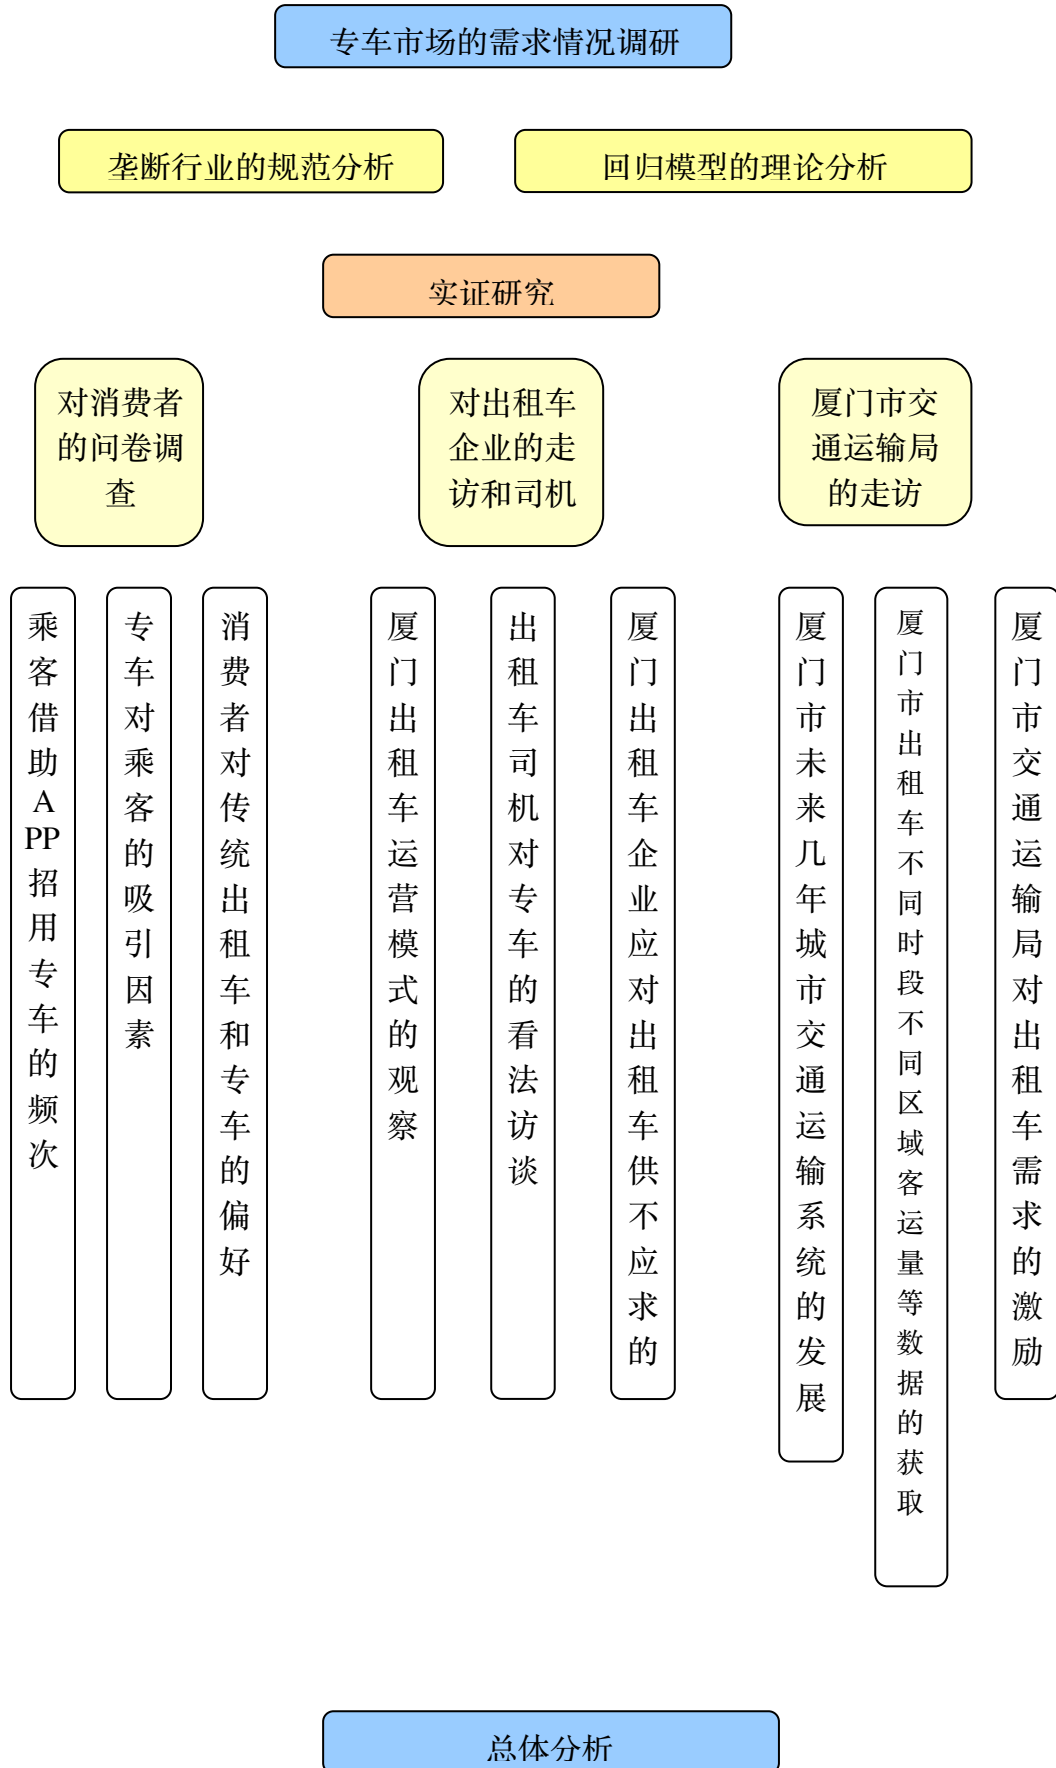 专车市场的需求情况调研
垄断行业的规范分析
回归模型的理论分析
实证研究
对消费者
的问卷调
查
对出租车
企业的走
访和司机
厦门市交
通运输局
的走访
乘客借助APP招用专车的频次
专车对乘客的吸引因素
消费者对传统出租车和专车的偏好
厦门出租车运营模式的观察
出租车司机对专车的看法访谈
厦门出租车企业应对出租车供不应求的
厦门市未来几年城市交通运输系统的发展
厦门市出租车不同时段不同区域客运量等数据的获取
厦门市交通运输局对出租车需求的激励
总体分析